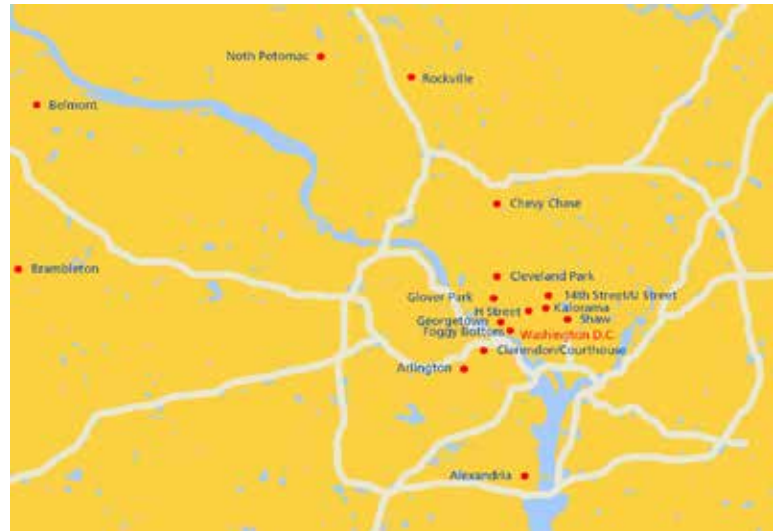 Noth Potomac
Rockville
Belmont
Chevy Chase
Brambleton
Cleveland Park
14th Street/U Street
Glover Park
Kalorama
H Street
Shaw
Georgetown
Foggy Bottons
Washington D.C.
Clarendon/Courthouse
Arlington
Alexandria